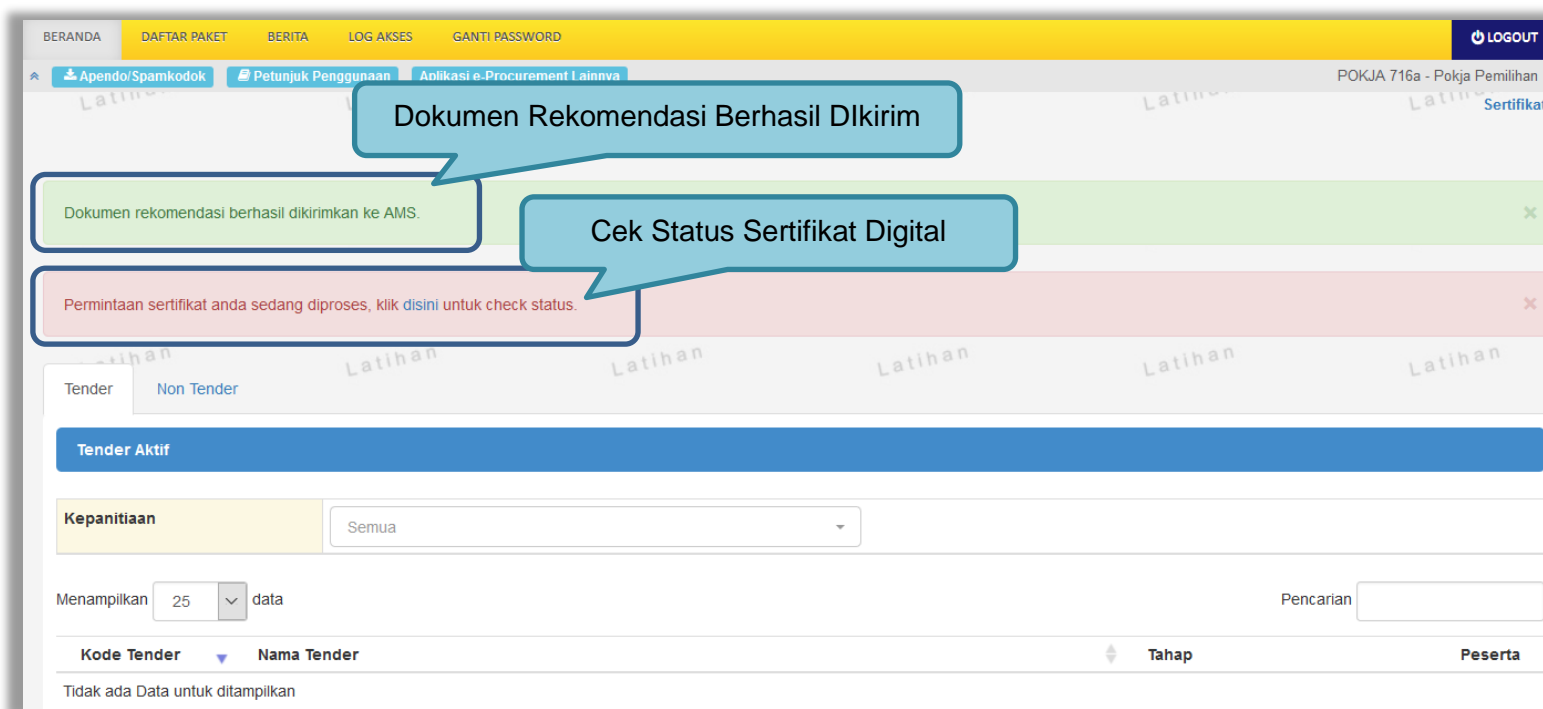 BERANDA DAFTAR PAKET BERITA LOG AKSES GANTI PASSWORD LOGOUT
Apendo/Spamkodok Petunjuk Penggunaan Aplikasi e-Procurement Lainnya POKJA 716a - Pokja Pemilihan
Sertifikat
Dokumen Rekomendasi Berhasil DIkirim
Dokumen rekomendasi berhasil dikirimkan ke AMS.
Cek Status Sertifikat Digital
Permintaan sertifikat anda sedang diproses, klik disini untuk check status.
Latihan Latihan Latihan Latihan Latihan
Tender Non Tender
Tender Aktif
Kepanitiaan Semua
Menampilkan 25 data Pencarian
Kode Tender Nama Tender Tahap Peserta
Tidak ada Data untuk ditampilkan